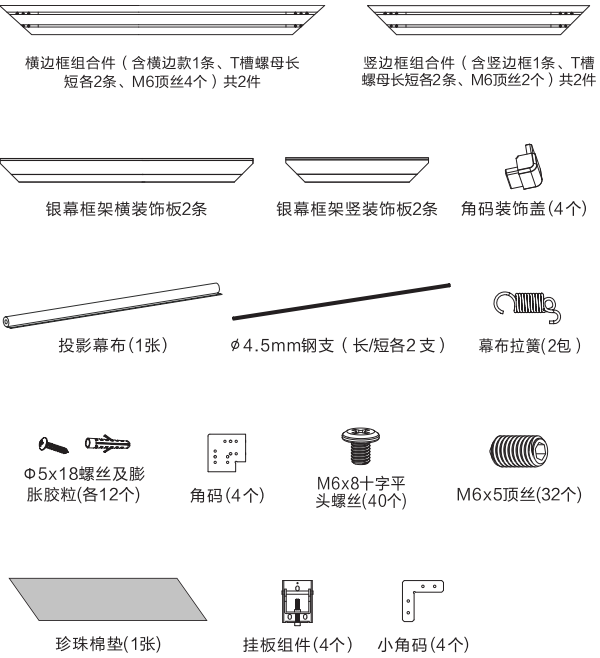 横边框组合件（含横边款1条、T槽螺母长
短各2条、M6顶丝4个）共2件
竖边框组合件（含竖边框1条、T槽
螺母长短各2条、M6顶丝2个）共2件
银幕框架横装饰板2条
银幕框架竖装饰板2条
角码装饰盖(4个)
投影幕布(1张)
φ4.5mm钢支（长/短各2支）
幕布拉簧(2包)
Φ5x18螺丝及膨
胀胶粒(各12个)
角码(4个)
M6x8十字平
头螺丝(40个)
M6x5顶丝(32个)
珍珠棉垫(1张)
挂板组件(4个)
小角码(4个)